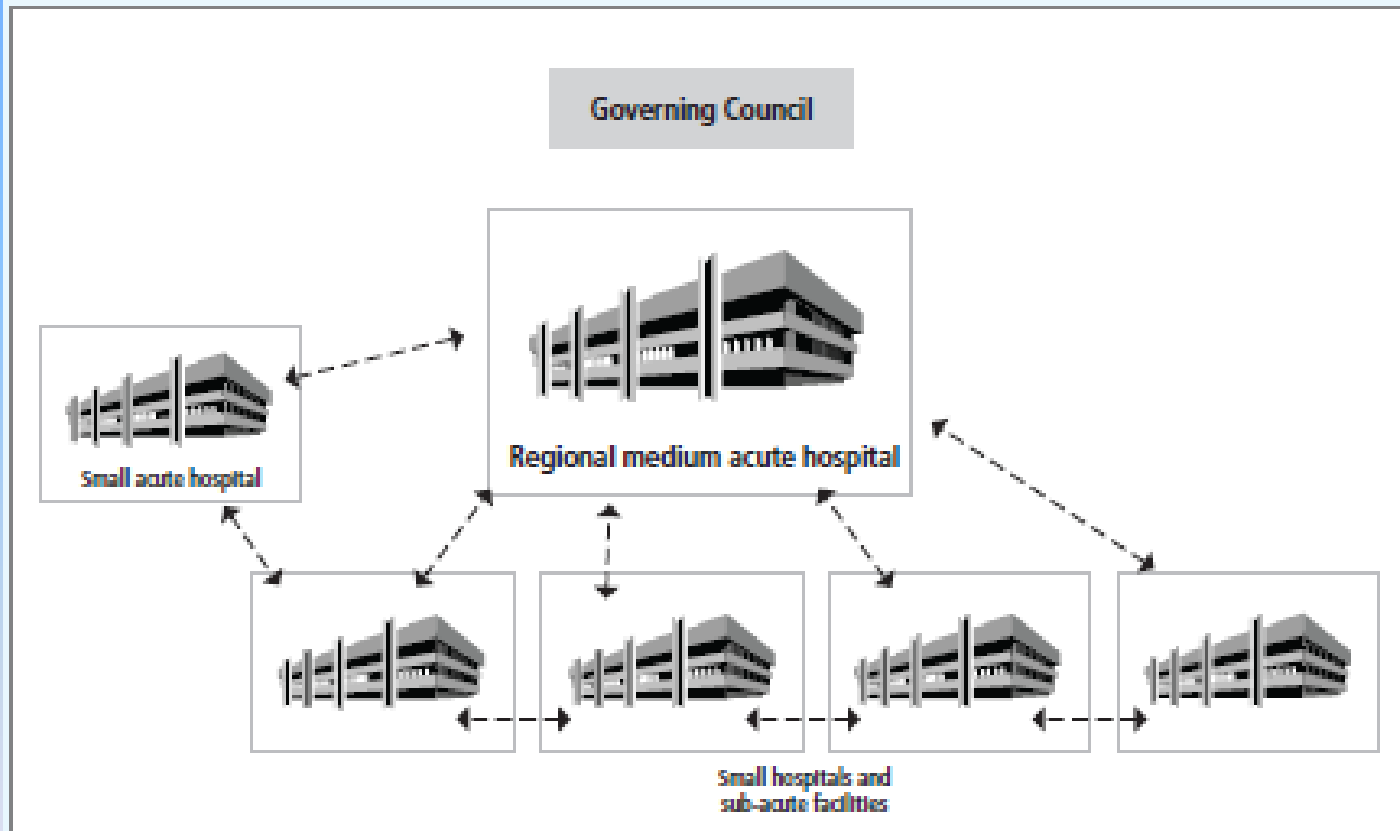 Governing Council
Regional medium acute hospital
Small acute hospital
Small hospitals and
sub-acute facilities